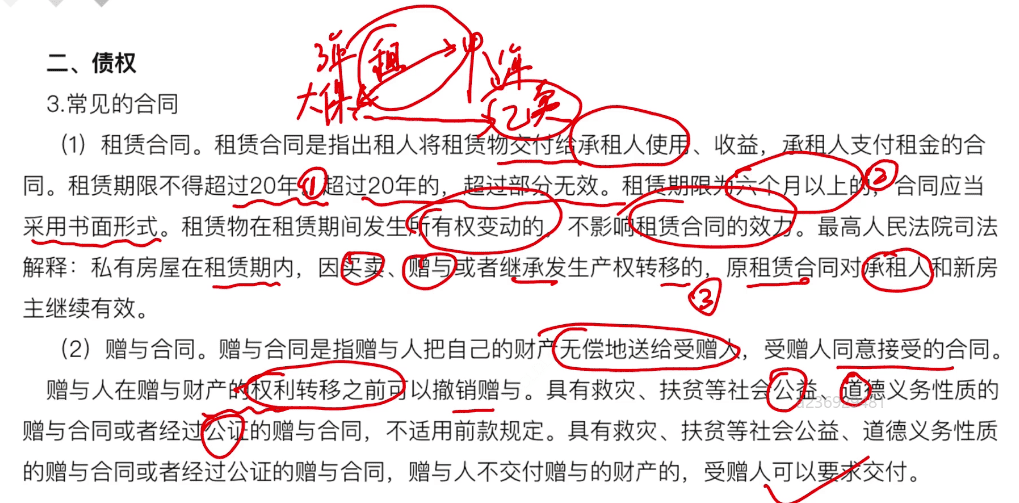 二、债权
3年 租 甲 1年
大保 乙卖
3.常见的合同
（1）租赁合同。租赁合同是指出租人将租赁物交付给承租人使用、收益，承租人支付租金的合
同。租赁期限不得超过20年。①超过20年的，超过部分无效。租赁期限为六个月以上的，②合同应当
采用书面形式。租赁物在租赁期间发生所有权变动的，不影响租赁合同的效力。最高人民法院司法
解释：私有房屋在租赁期内，因买卖、赠与或者继承发生产权转移的，原租赁合同对承租人和新房
③
主继续有效。
（2）赠与合同。赠与合同是指赠与人把自己的财产无偿地送给受赠人，受赠人同意接受的合同。
赠与人在赠与财产的权利转移之前可以撤销赠与。具有救灾、扶贫等社会公益、道德义务性质的
赠与合同或者经过公证的赠与合同，不适用前款规定。具有救灾、扶贫等社会公益、道德义务性质
的赠与合同或者经过公证的赠与合同，赠与人不交付赠与的财产的，受赠人可以要求交付。